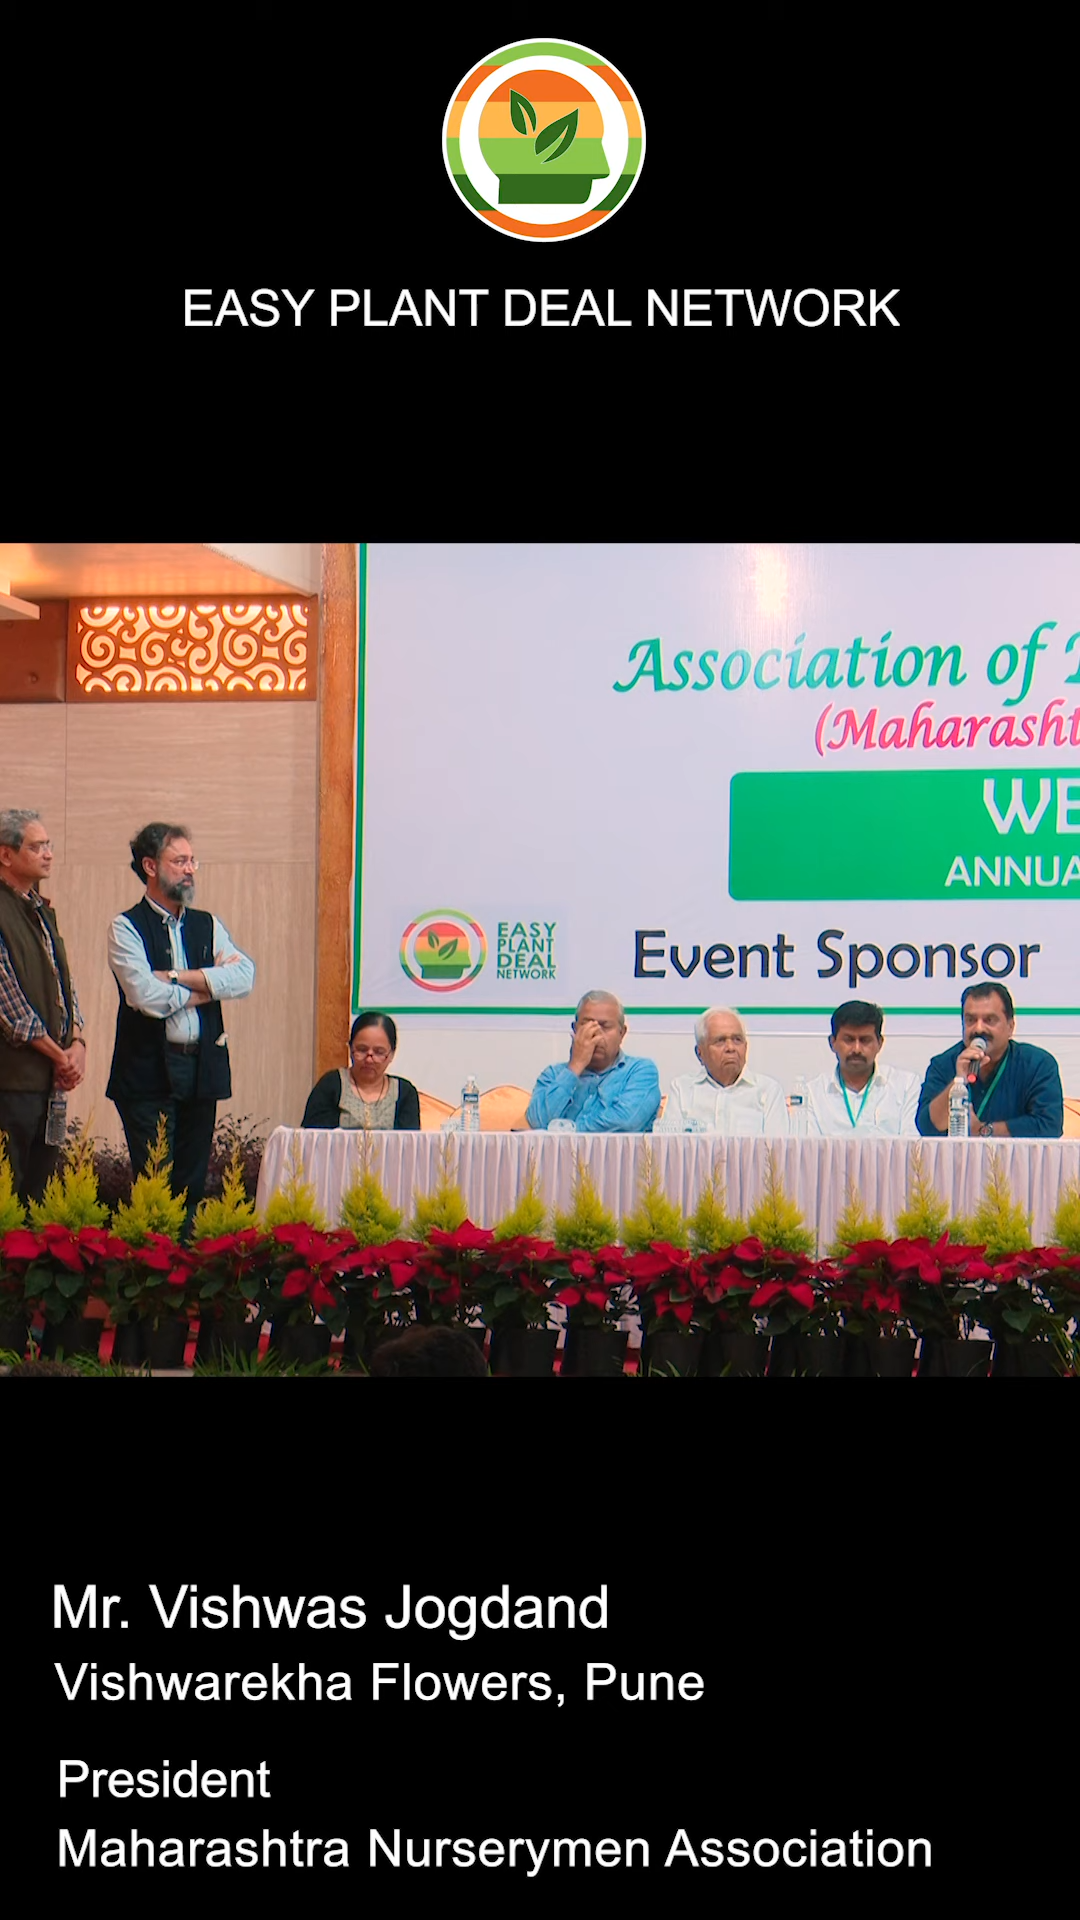 EASY PLANT DEAL NETWORK
Association of
(Maharasht
WE
ANNUA
EASY
PLANT
DEAL
NETWORK
Event Sponsor
Mr. Vishwas Jogdand
Vishwarekha Flowers, Pune
President
Maharashtra Nurserymen Association